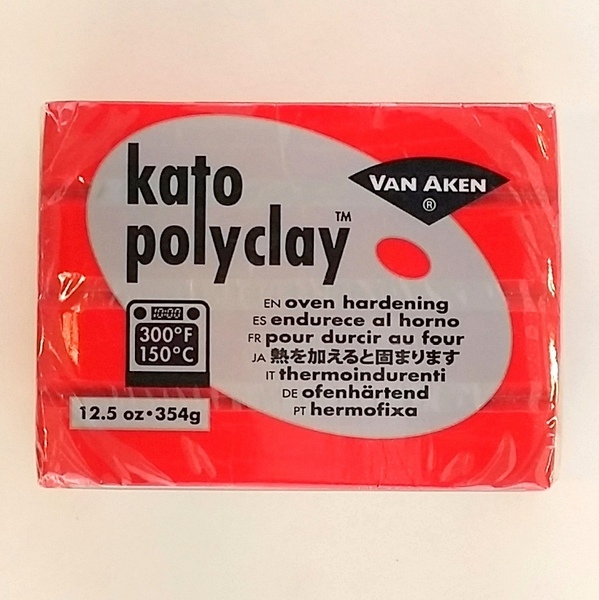 kato
polyclay™
VAN AKEN
®
EN oven hardening
ES endurece al horno
FR pour durcir au four
JA 熱を加えると固まります
IT thermoindurenti
DE ofenhärtend
PT hermofixa
10:00
300°F
150°C
12.5 oz•354g